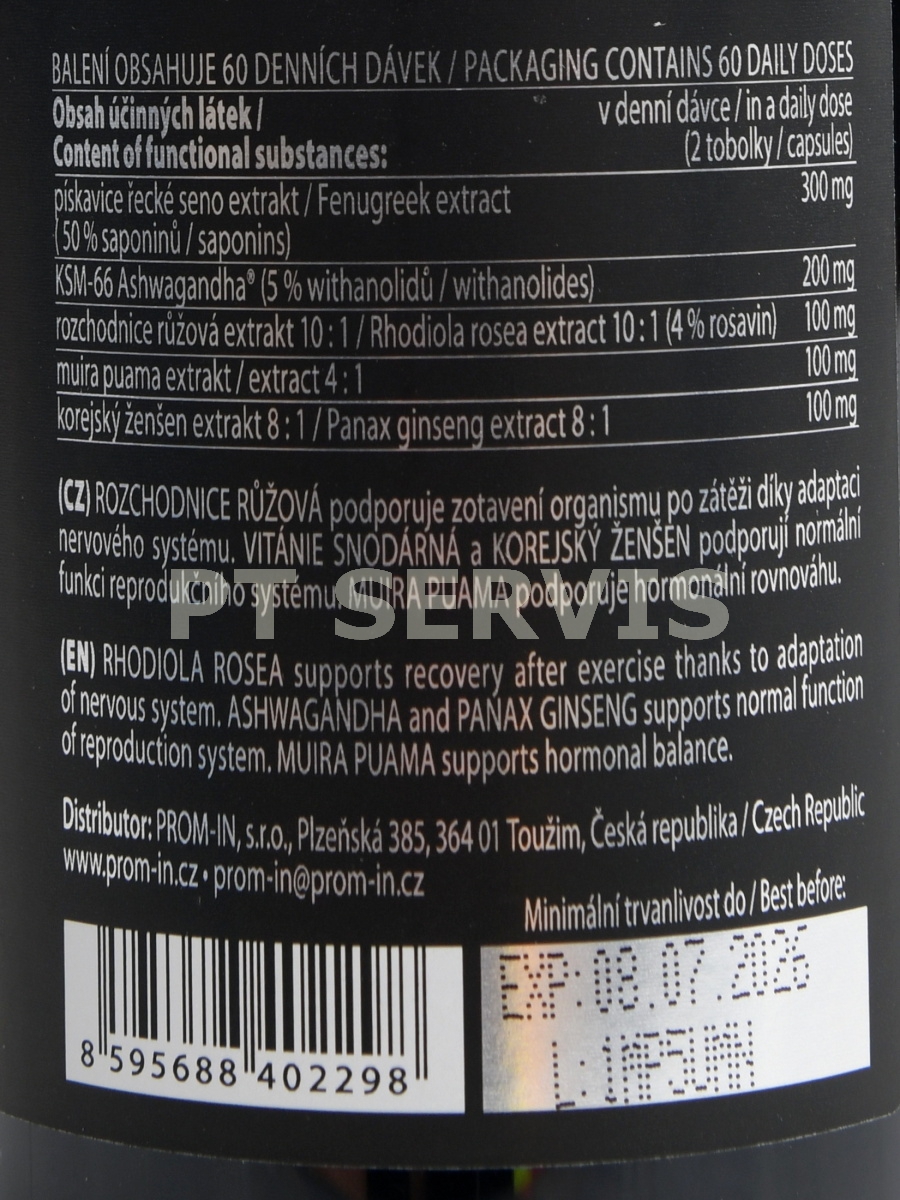 BALENÍ OBSAHUJE 60 DENNÍCH DÁVEK / PACKAGING CONTAINS 60 DAILY DOSES
Obsah účinných látek / v denní dávce / in a daily dose
Content of functional substances: (2 tobolky / capsules)
pískavice řecké seno extrakt / Fenugreek extract 300 mg
(50 % saponinů / saponins)
KSM-66 Ashwagandha® (5 % withanolidů / withanolides) 200 mg
rozchodnice růžová extrakt 10 : 1 / Rhodiola rosea extract 10 : 1 (4 % rosavin) 100 mg
muira puama extrakt / extract 4 : 1 100 mg
korejský ženšen extrakt 8 : 1 / Panax ginseng extract 8 : 1 100 mg
(CZ) ROZCHODNICE RŮŽOVÁ podporuje zotavení organismu po zátěži díky adaptaci
nervového systému. VITÁNIE SNODÁRNÁ a KOREJSKÝ ŽENŠEN podporují normální
funkci reprodukčního systému. MUIRA PUAMA podporuje hormonální rovnováhu.
PT SERVIS
(EN) RHODIOLA ROSEA supports recovery after exercise thanks to adaptation
of nervous system. ASHWAGANDHA and PANAX GINSENG supports normal function
of reproduction system. MUIRA PUAMA supports hormonal balance.
Distributor: PROM-IN, s.r.o., Plzeňská 385, 364 01 Toužim, Česká republika / Czech Republic
www.prom-in.cz • prom-in@prom-in.cz
Minimální trvanlivost do / Best before:
EXP:08.07.2026
8 595688 402298